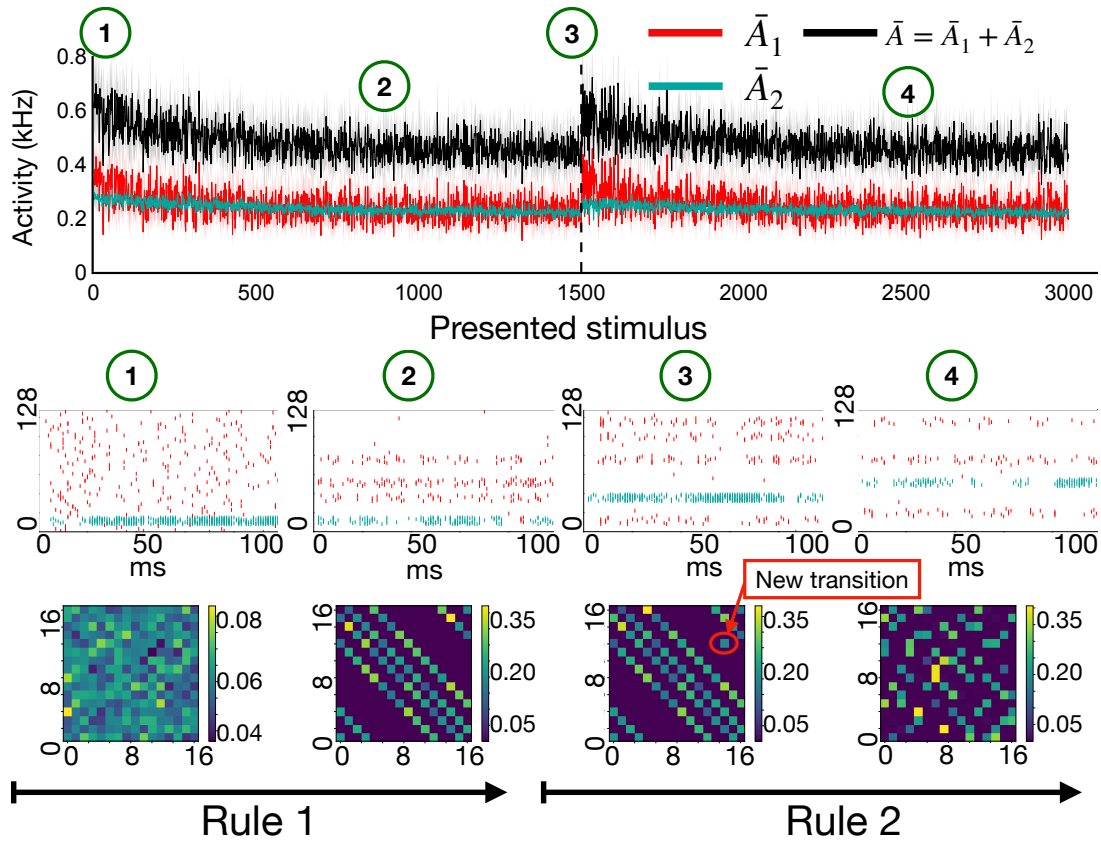 1
3
Ā₁
Ā = Ā₁ + Ā₂
Ā₂
2
4
Activity (kHz)
0.8
0.6
0.4
0.2
0
0 500 1000 1500 2000 2500 3000
Presented stimulus
1 2 3 4
128 128 128 128
0 0 0 0
0 50 100 0 50 100 0 50 100 0 50 100
ms ms ms ms
New transition
16 8 0
0.08 0.06 0.04
8 16
16 8 0
0.35 0.20 0.05
8 16
16 8 0
0.35 0.20 0.05
8 16
16 8 0
0.35 0.20 0.05
8 16
Rule 1 Rule 2